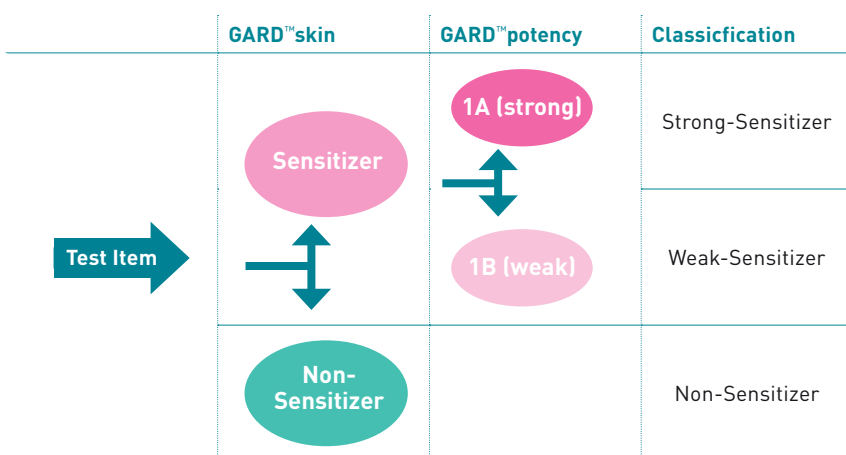 GARD™skin GARD™potency Classicfication
1A (strong)
Strong-Sensitizer
Sensitizer
Test Item
1B (weak)
Weak-Sensitizer
Non-
Sensitizer
Non-Sensitizer